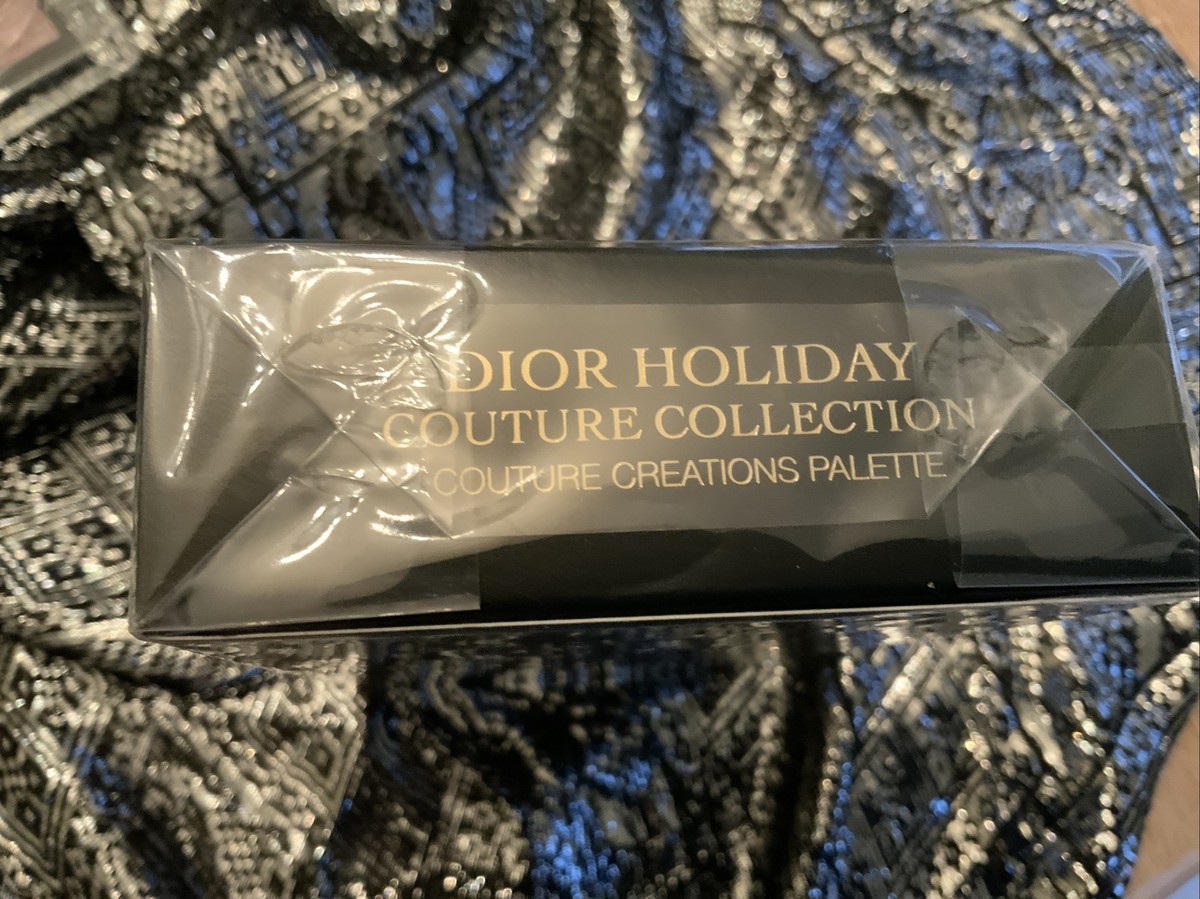 DIOR HOLIDAY
COUTURE COLLECTION
COUTURE CREATIONS PALETTE